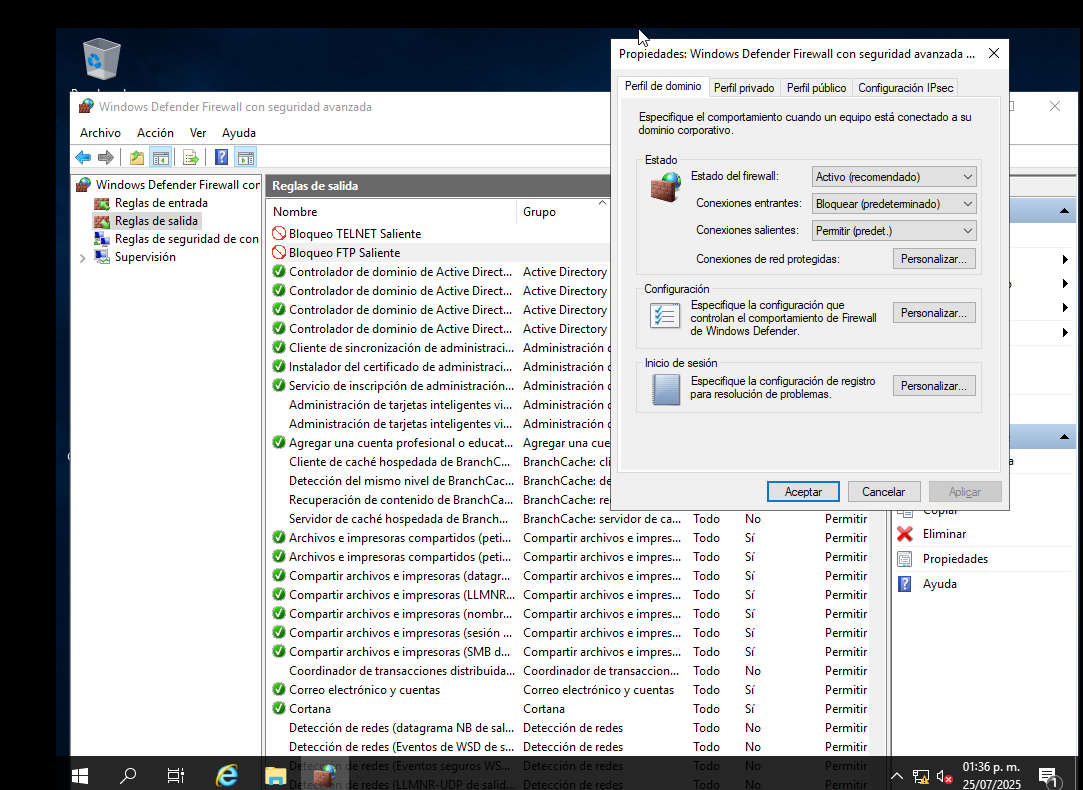 Propiedades: Windows Defender Firewall con seguridad avanzada ...
Perfil de dominio
Perfil privado
Perfil público
Configuración IPsec
Especifique el comportamiento cuando un equipo está conectado a su
dominio corporativo.
Estado
Estado del firewall:
Activo (recomendado)
Conexiones entrantes:
Bloquear (predeterminado)
Conexiones salientes:
Permitir (predet.)
Conexiones de red protegidas:
Personalizar...
Configuración
Especifique la configuración que
controlan el comportamiento de Firewall
de Windows Defender.
Personalizar...
Inicio de sesión
Especifique la configuración de registro
para resolución de problemas.
Personalizar...
Aceptar
Cancelar
Aplicar
Windows Defender Firewall con seguridad avanzada
Archivo Acción Ver Ayuda
Windows Defender Firewall cor
Reglas de entrada
Reglas de salida
Reglas de seguridad de con
Supervisión
Reglas de salida
Nombre Grupo
Bloqueo TELNET Saliente
Bloqueo FTP Saliente
Controlador de dominio de Active Direct... Active Directory
Controlador de dominio de Active Direct... Active Directory
Controlador de dominio de Active Direct... Active Directory
Controlador de dominio de Active Direct... Active Directory
Cliente de sincronización de administraci... Administración
Instalador del certificado de administraci... Administración
Servicio de inscripción de administración... Administración
Administración de tarjetas inteligentes vi... Administración
Administración de tarjetas inteligentes vi... Administración
Agregar una cuenta profesional o educat... Agregar una cue
Cliente de caché hospedada de BranchC... BranchCache: cli
Detección del mismo nivel de BranchCac... BranchCache: de
Recuperación de contenido de BranchCa... BranchCache: re
Servidor de caché hospedada de Branch... BranchCache: servidor de ca... Todo No Permitir
Archivos e impresoras compartidos (peti... Compartir archivos e impres... Todo Sí Permitir
Archivos e impresoras compartidos (peti... Compartir archivos e impres... Todo Sí Permitir
Compartir archivos e impresoras (datagr... Compartir archivos e impres... Todo Sí Permitir
Compartir archivos e impresoras (LLMNR... Compartir archivos e impres... Todo Sí Permitir
Compartir archivos e impresoras (nombr... Compartir archivos e impres... Todo Sí Permitir
Compartir archivos e impresoras (sesión ... Compartir archivos e impres... Todo Sí Permitir
Compartir archivos e impresoras (SMB d... Compartir archivos e impres... Todo Sí Permitir
Coordinador de transacciones distribuida... Coordinador de transaccion... Todo No Permitir
Correo electrónico y cuentas Correo electrónico y cuentas Todo Sí Permitir
Cortana Cortana Todo Sí Permitir
Detección de redes (datagrama NB de sal... Detección de redes Todo No Permitir
Detección de redes (Eventos de WSD de s... Detección de redes Todo No Permitir
Detección de redes (Eventos seguros WS... Detección de redes Todo No Permitir
Detección de redes (LLMNR-UDP de salid... Detección de redes Todo No Permitir
Copiar
Eliminar
Propiedades
Ayuda
01:36 p. m.
25/07/2025
1